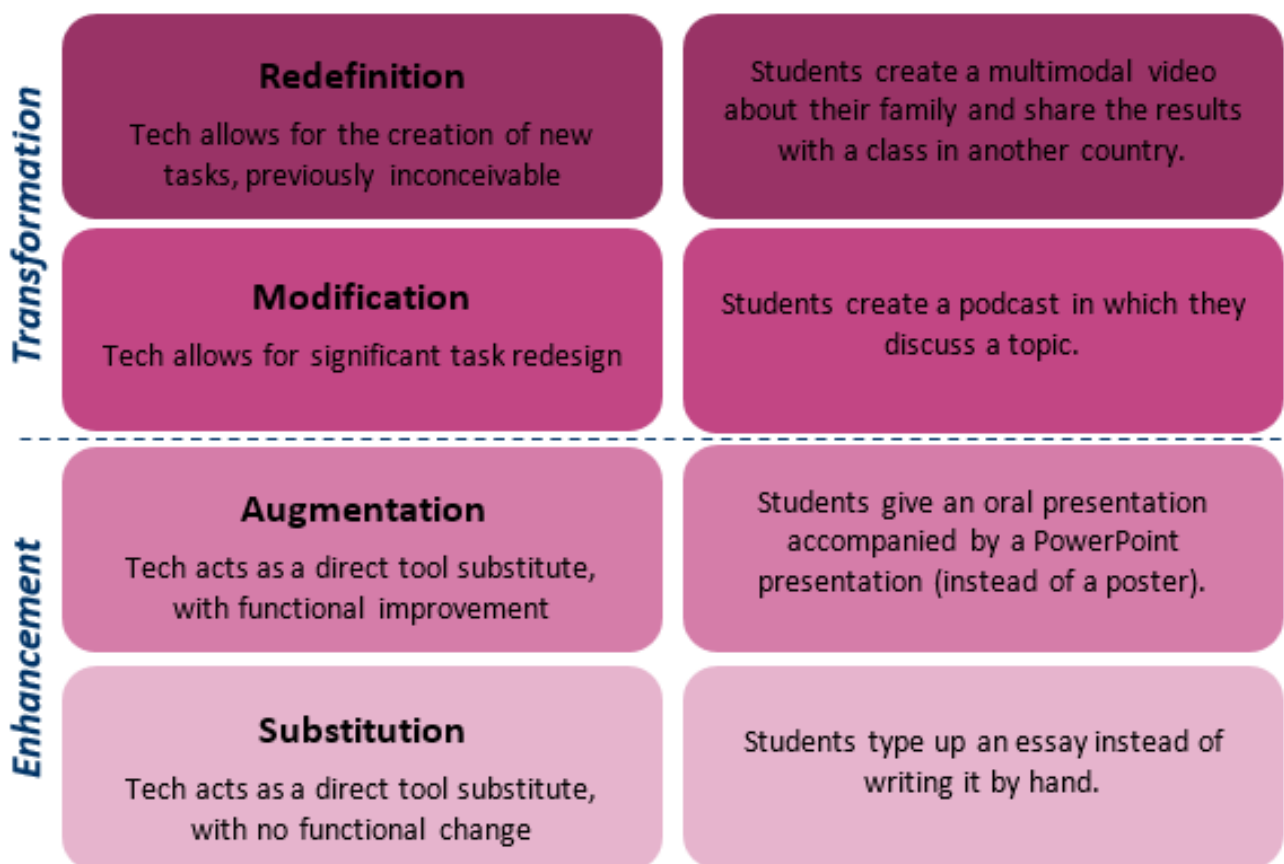 Transformation
Redefinition
Tech allows for the creation of new
tasks, previously inconceivable
Students create a multimodal video
about their family and share the results
with a class in another country.
Modification
Tech allows for significant task redesign
Students create a podcast in which they
discuss a topic.
Enhancement
Augmentation
Tech acts as a direct tool substitute,
with functional improvement
Students give an oral presentation
accompanied by a PowerPoint
presentation (instead of a poster).
Substitution
Tech acts as a direct tool substitute,
with no functional change
Students type up an essay instead of
writing it by hand.